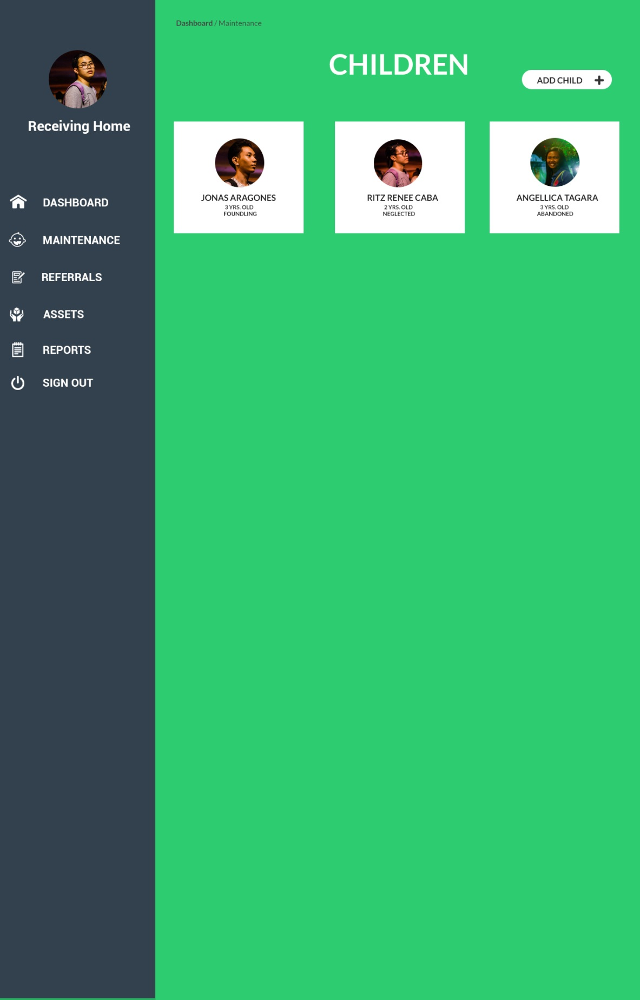 Receiving Home
DASHBOARD
MAINTENANCE
REFERRALS
ASSETS
REPORTS
SIGN OUT
Dashboard / Maintenance
CHILDREN
ADD CHILD
JONAS ARAGONES
3 YRS. OLD
FOUNDLING
RITZ RENEE CABA
2 YRS. OLD
NEGLECTED
ANGELLICA TAGARA
3 YRS. OLD
ABANDONED